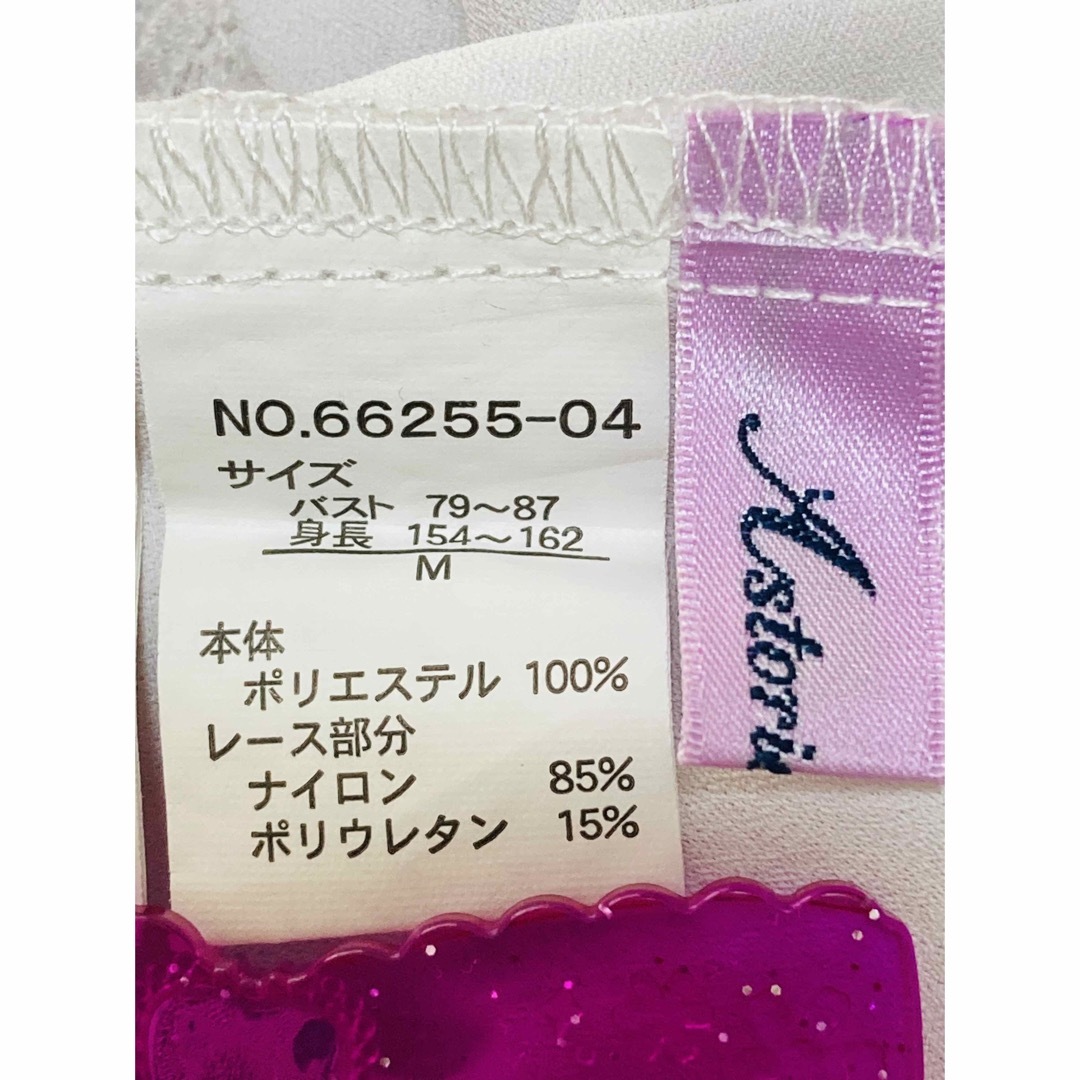 NO.66255-04
サイズ
バスト 79～87
身長 154～162
M
本体
ポリエステル 100%
レース部分
ナイロン 85%
ポリウレタン 15%